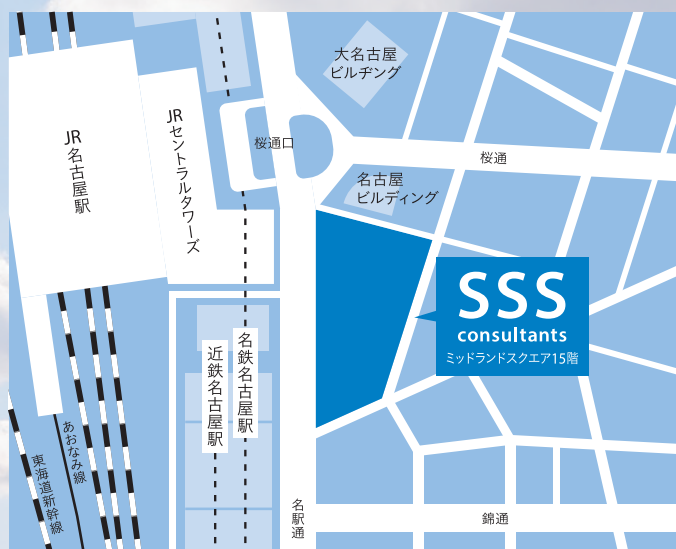 大名古屋
ビルヂング
JR
名古屋駅
JRセントラルタワーズ
桜通口
桜通
名古屋
ビルディング
SSS
consultants
ミッドランドスクエア15階
名鉄名古屋駅
近鉄名古屋駅
あおなみ線
東海道新幹線
名駅通
錦通